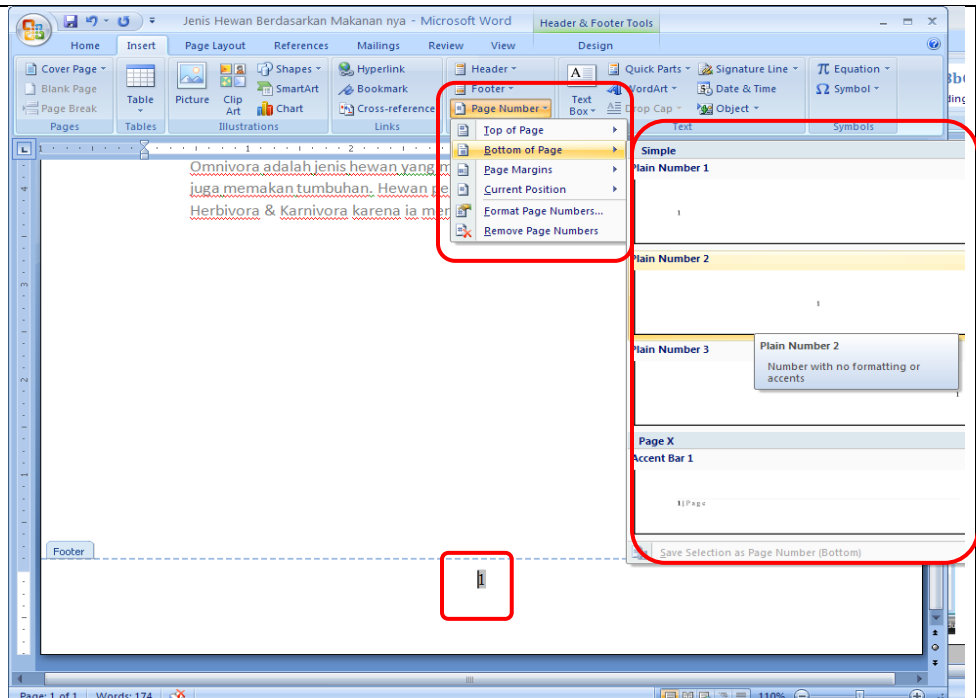 Jenis Hewan Berdasarkan Makanan nya - Microsoft Word
Header & Footer Tools
Home Insert Page Layout References Mailings Review View Design
Cover Page
Blank Page
Page Break
Pages
Table
Tables
Picture
Clip Art
Shapes
SmartArt
Chart
Illustrations
Hyperlink
Bookmark
Cross-reference
Links
Header
Footer
Page Number
Text Box
Quick Parts
WordArt
Drop Cap
Signature Line
Date & Time
Object
Text
π Equation
Ω Symbol
Symbols
Top of Page
Bottom of Page
Page Margins
Current Position
Format Page Numbers...
Remove Page Numbers
1 1 2
Omnivora adalah jenis hewan yang
juga memakan tumbuhan. Hewan
Herbivora & Karnivora karena ia
Simple
Plain Number 1
1
Plain Number 2
1
Plain Number 2
Number with no formatting or
accents
Plain Number 3
1
Page X
Accent Bar 1
1 | Page
Save Selection as Page Number (Bottom)
Footer
1
Page: 1 of 1 Words: 174 110%